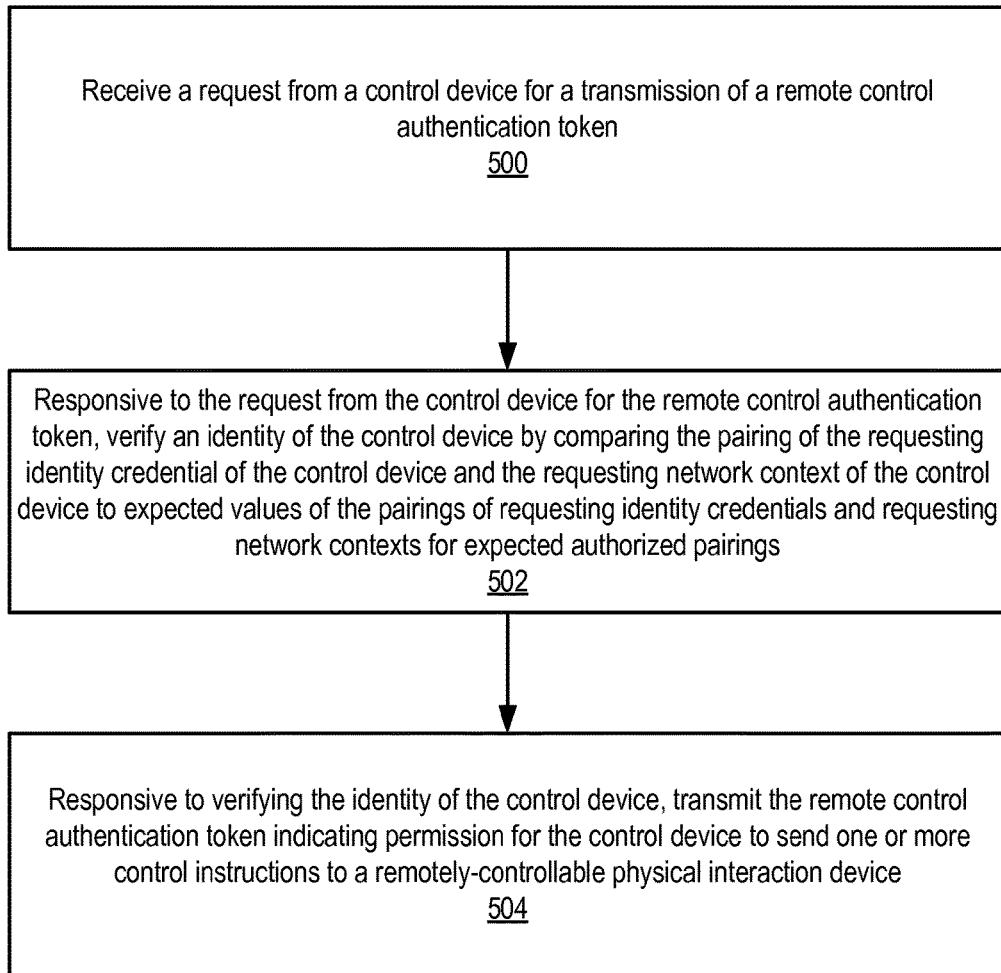 Receive a request from a control device for a transmission of a remote control
authentication token
500
Responsive to the request from the control device for the remote control authentication
token, verify an identity of the control device by comparing the pairing of the requesting
identity credential of the control device and the requesting network context of the control
device to expected values of the pairings of requesting identity credentials and requesting
network contexts for expected authorized pairings
502
Responsive to verifying the identity of the control device, transmit the remote control
authentication token indicating permission for the control device to send one or more
control instructions to a remotely-controllable physical interaction device
504